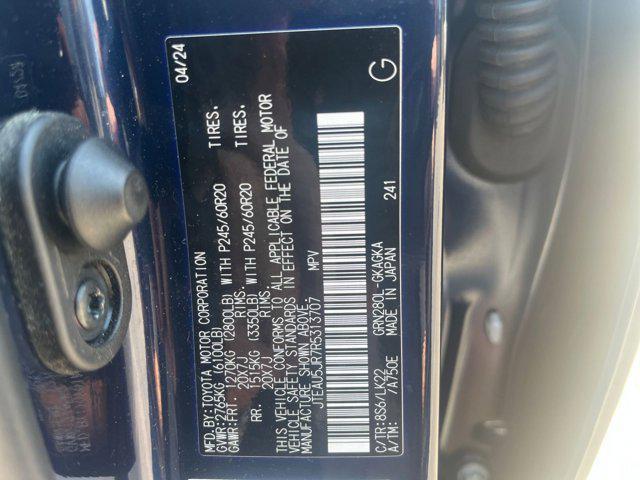 MFD.BY:TOYOTA MOTOR CORPORATION 04/24
GVWR:2765KG (6100LB)
GAWR:FRT. 1270KG (2800LB) WITH P245/60R20 TIRES.
20X7J RIMS.
RR. 1515KG (3350LB) WITH P245/60R20 TIRES.
20X7J RIMS.
THIS VEHICLE CONFORMS TO ALL APPLICABLE FEDERAL MOTOR
VEHICLE SAFETY STANDARDS IN EFFECT ON THE DATE OF
MANUFACTURE SHOWN ABOVE.
JTEAU5JR7R5313707 MPV
C/TR:8S6/LK22 GRN280L-GKAGKA G
A/TM: /A750E MADE IN JAPAN 241